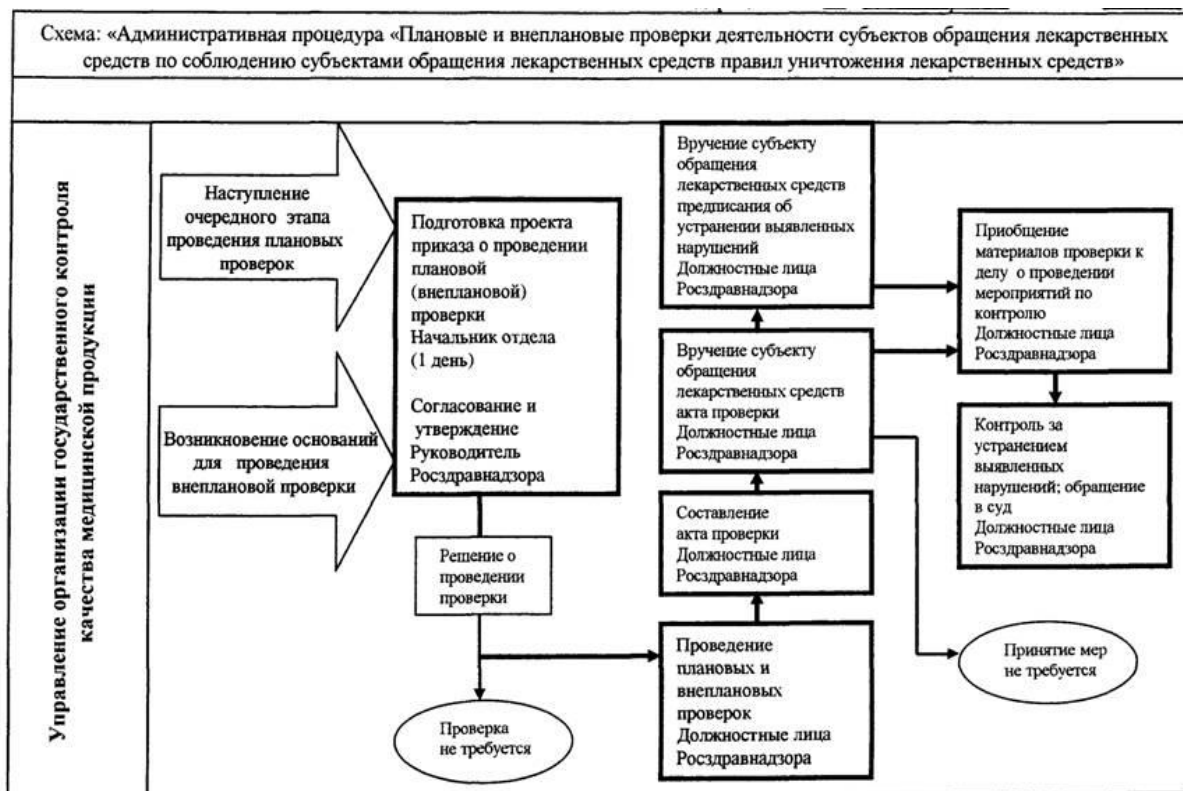 Схема: «Административная процедура «Плановые и внеплановые проверки деятельности субъектов обращения лекарственных
средств по соблюдению субъектами обращения лекарственных средств правил уничтожения лекарственных средств»
Управление организации государственного контроля
качества медицинской продукции
Наступление
очередного этапа
проведения плановых
проверок
Возникновение оснований
для проведения
внеплановой проверки
Подготовка проекта
приказа о проведении
плановой
(внеплановой)
проверки
Начальник отдела
(1 день)
Согласование и
утверждение
Руководитель
Росздравнадзора
Решение о
проведении
проверки
Проверка
не требуется
Вручение субъекту
обращения
лекарственных средств
предписания об
устранении выявленных
нарушений
Должностные лица
Росздравнадзора
Вручение субъекту
обращения
лекарственных средств
акта проверки
Должностные лица
Росздравнадзора
Составление
акта проверки
Должностные лица
Росздравнадзора
Проведение
плановых и
внеплановых
проверок
Должностные лица
Росздравнадзора
Приобщение
материалов проверки к
делу о проведении
мероприятий по
контролю
Должностные лица
Росздравнадзора
Контроль за
устранением
выявленных
нарушений; обращение
в суд
Должностные лица
Росздравнадзора
Принятие мер
не требуется